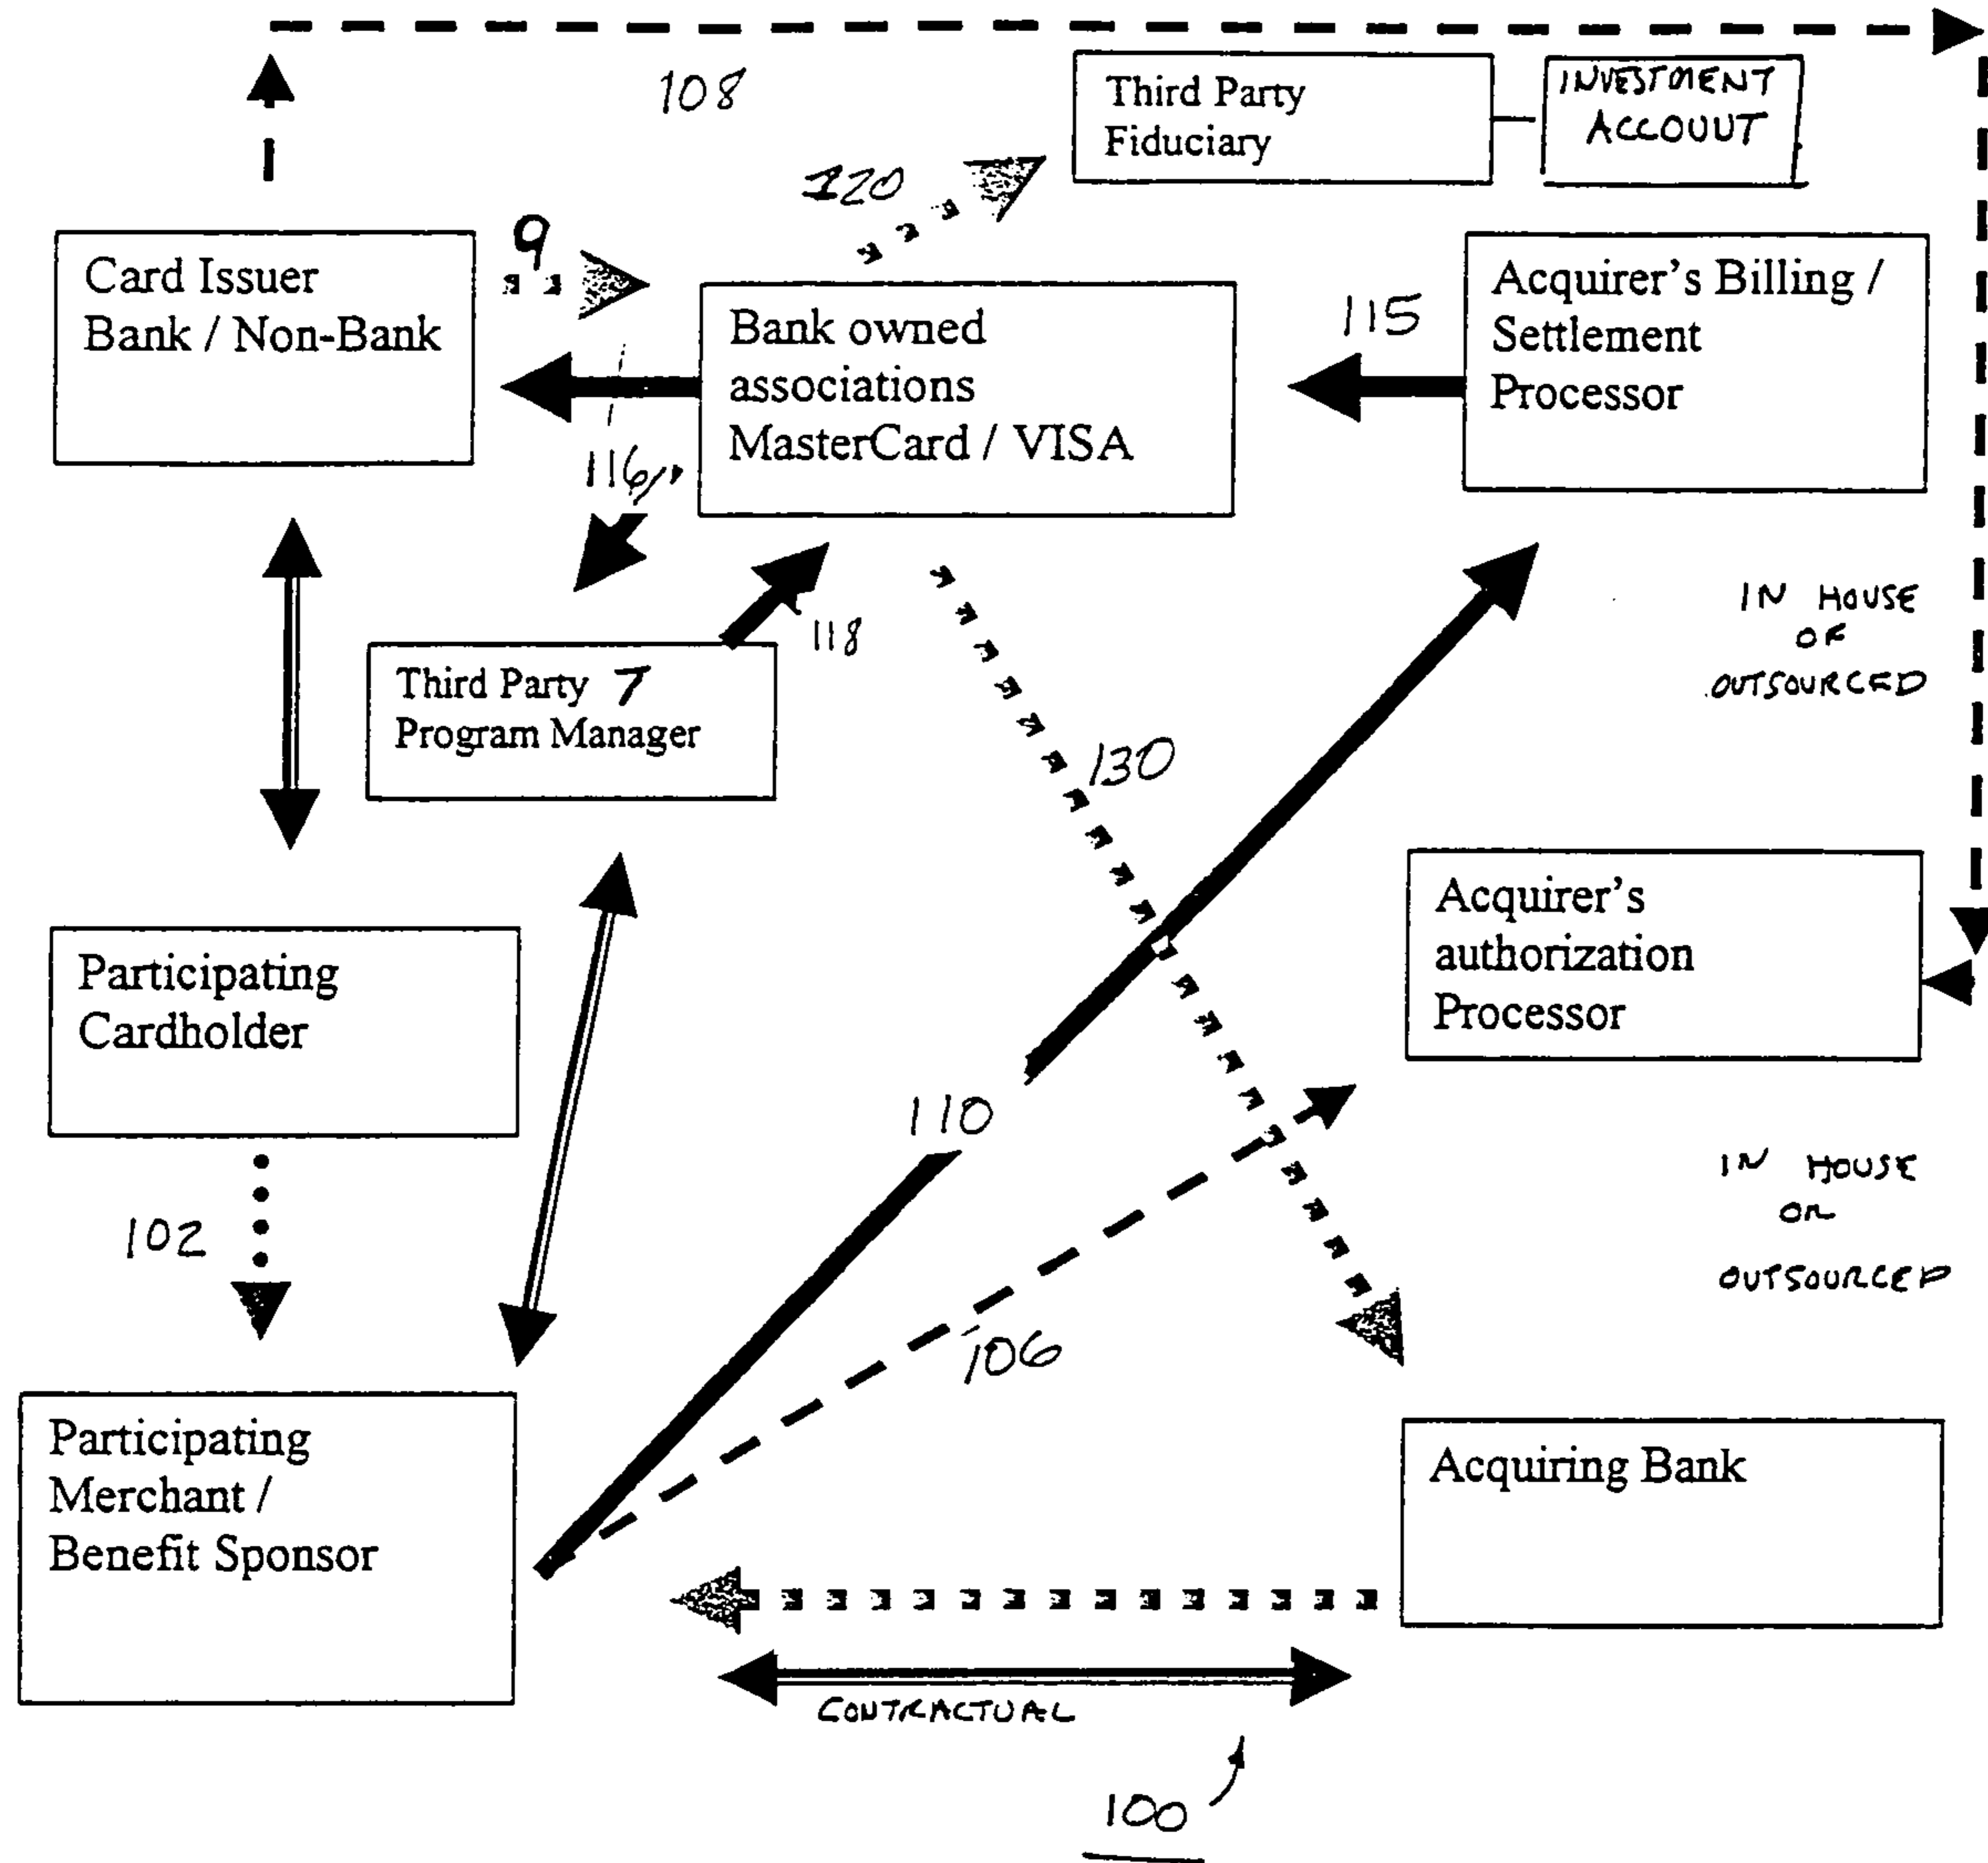 108
Third Party
Fiduciary
INVESTMENT
ACCOUUT
120
9
Card Issuer
Bank / Non-Bank
Bank owned
associations
MasterCard / VISA
115
Acquirer's Billing /
Settlement
Processor
116
118
Third Party 7
Program Manager
IN HOUSE
OF
OUTSOURCED
130
Participating
Cardholder
Acquirer's
authorization
Processor
110
102
IN HOUSE
OR
OUTSOURCED
106
Participating
Merchant /
Benefit Sponsor
Acquiring Bank
CONTRACTUAL
100